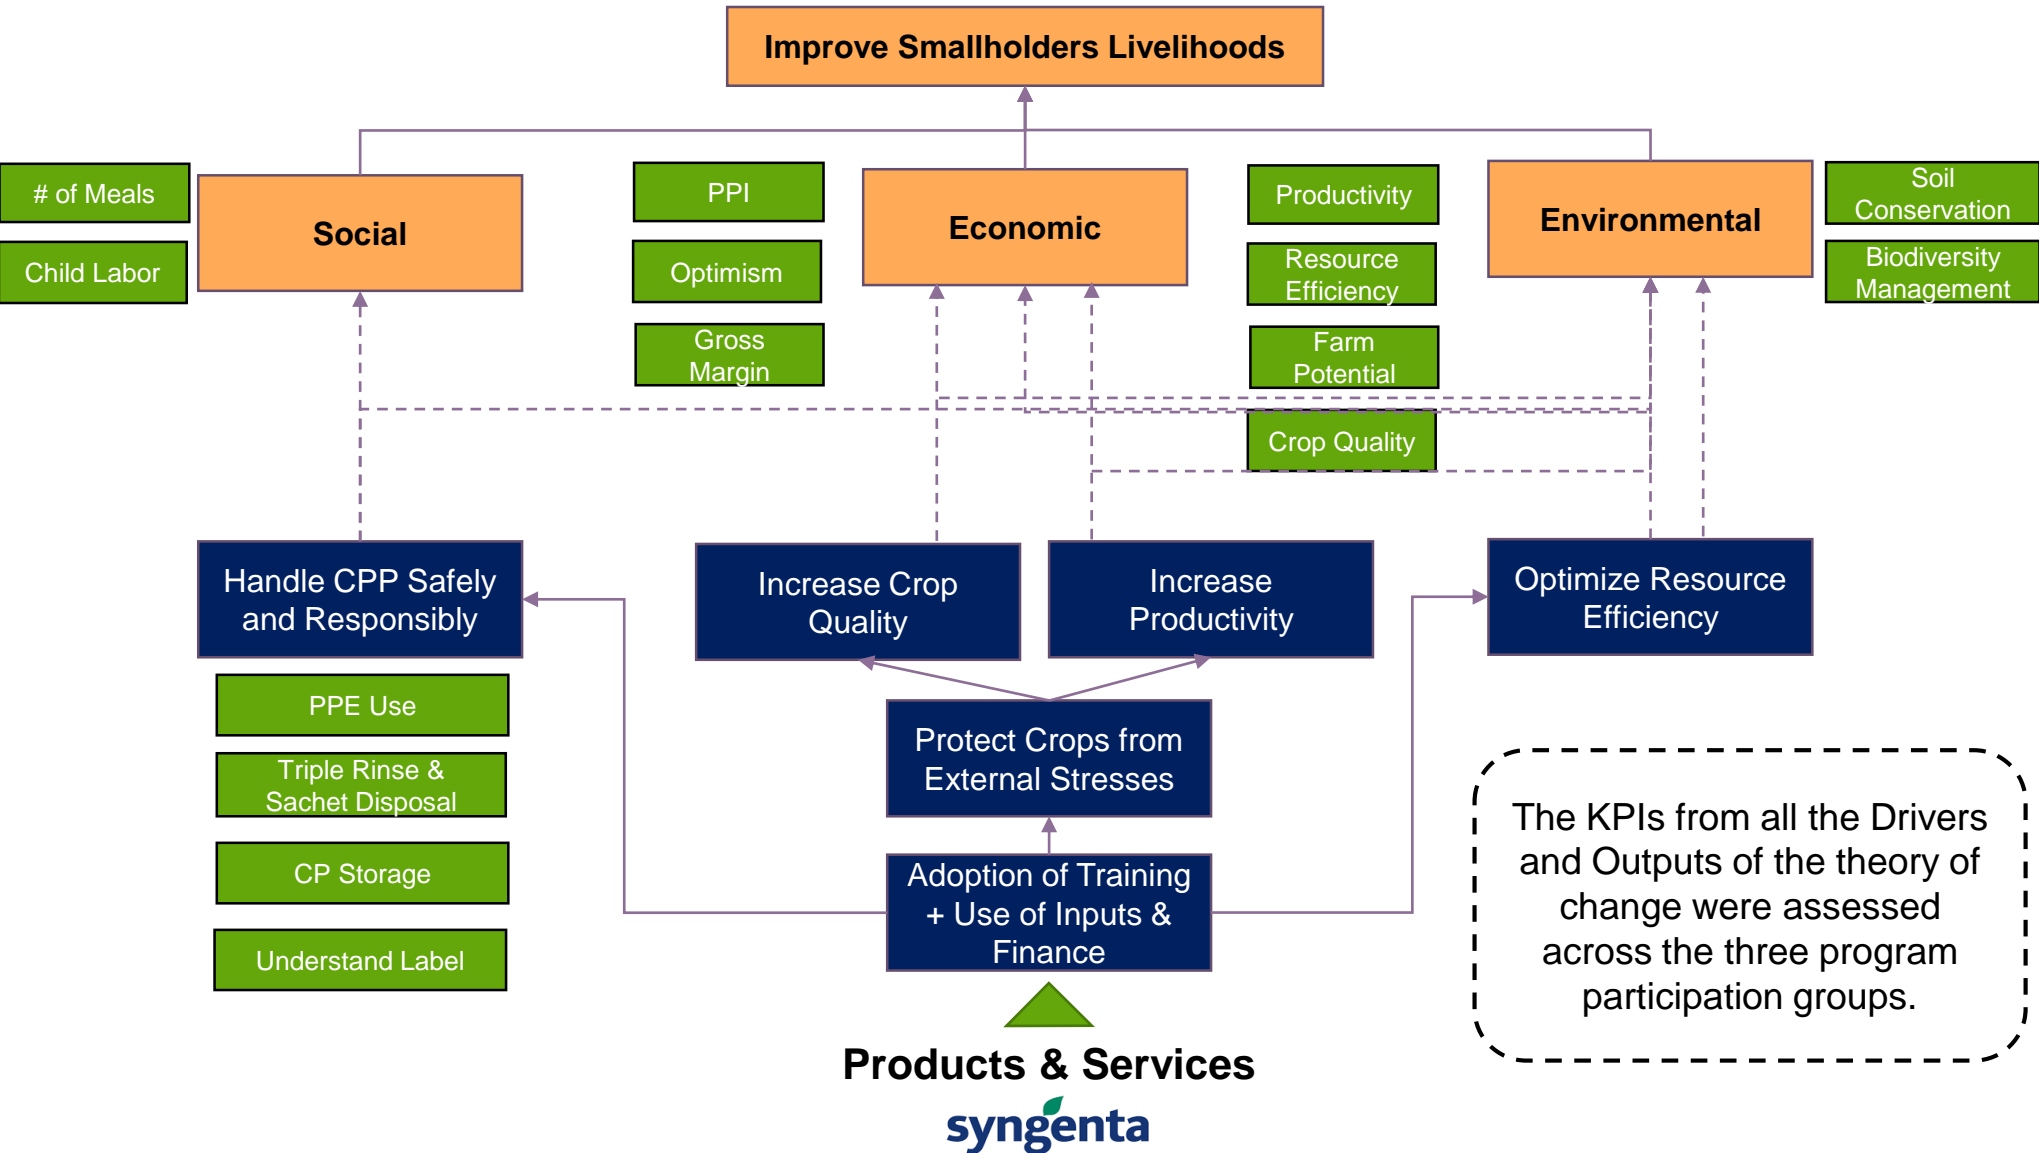 Improve Smallholders Livelihoods
# of Meals
Child Labor
Social
PPI
Optimism
Gross
Margin
Economic
Productivity
Resource
Efficiency
Farm
Potential
Crop Quality
Environmental
Soil
Conservation
Biodiversity
Management
Handle CPP Safely
and Responsibly
Increase Crop
Quality
Increase
Productivity
Optimize Resource
Efficiency
PPE Use
Triple Rinse &
Sachet Disposal
CP Storage
Understand Label
Protect Crops from
External Stresses
Adoption of Training
+ Use of Inputs &
Finance
The KPIs from all the Drivers
and Outputs of the theory of
change were assessed
across the three program
participation groups.
Products & Services
syngenta